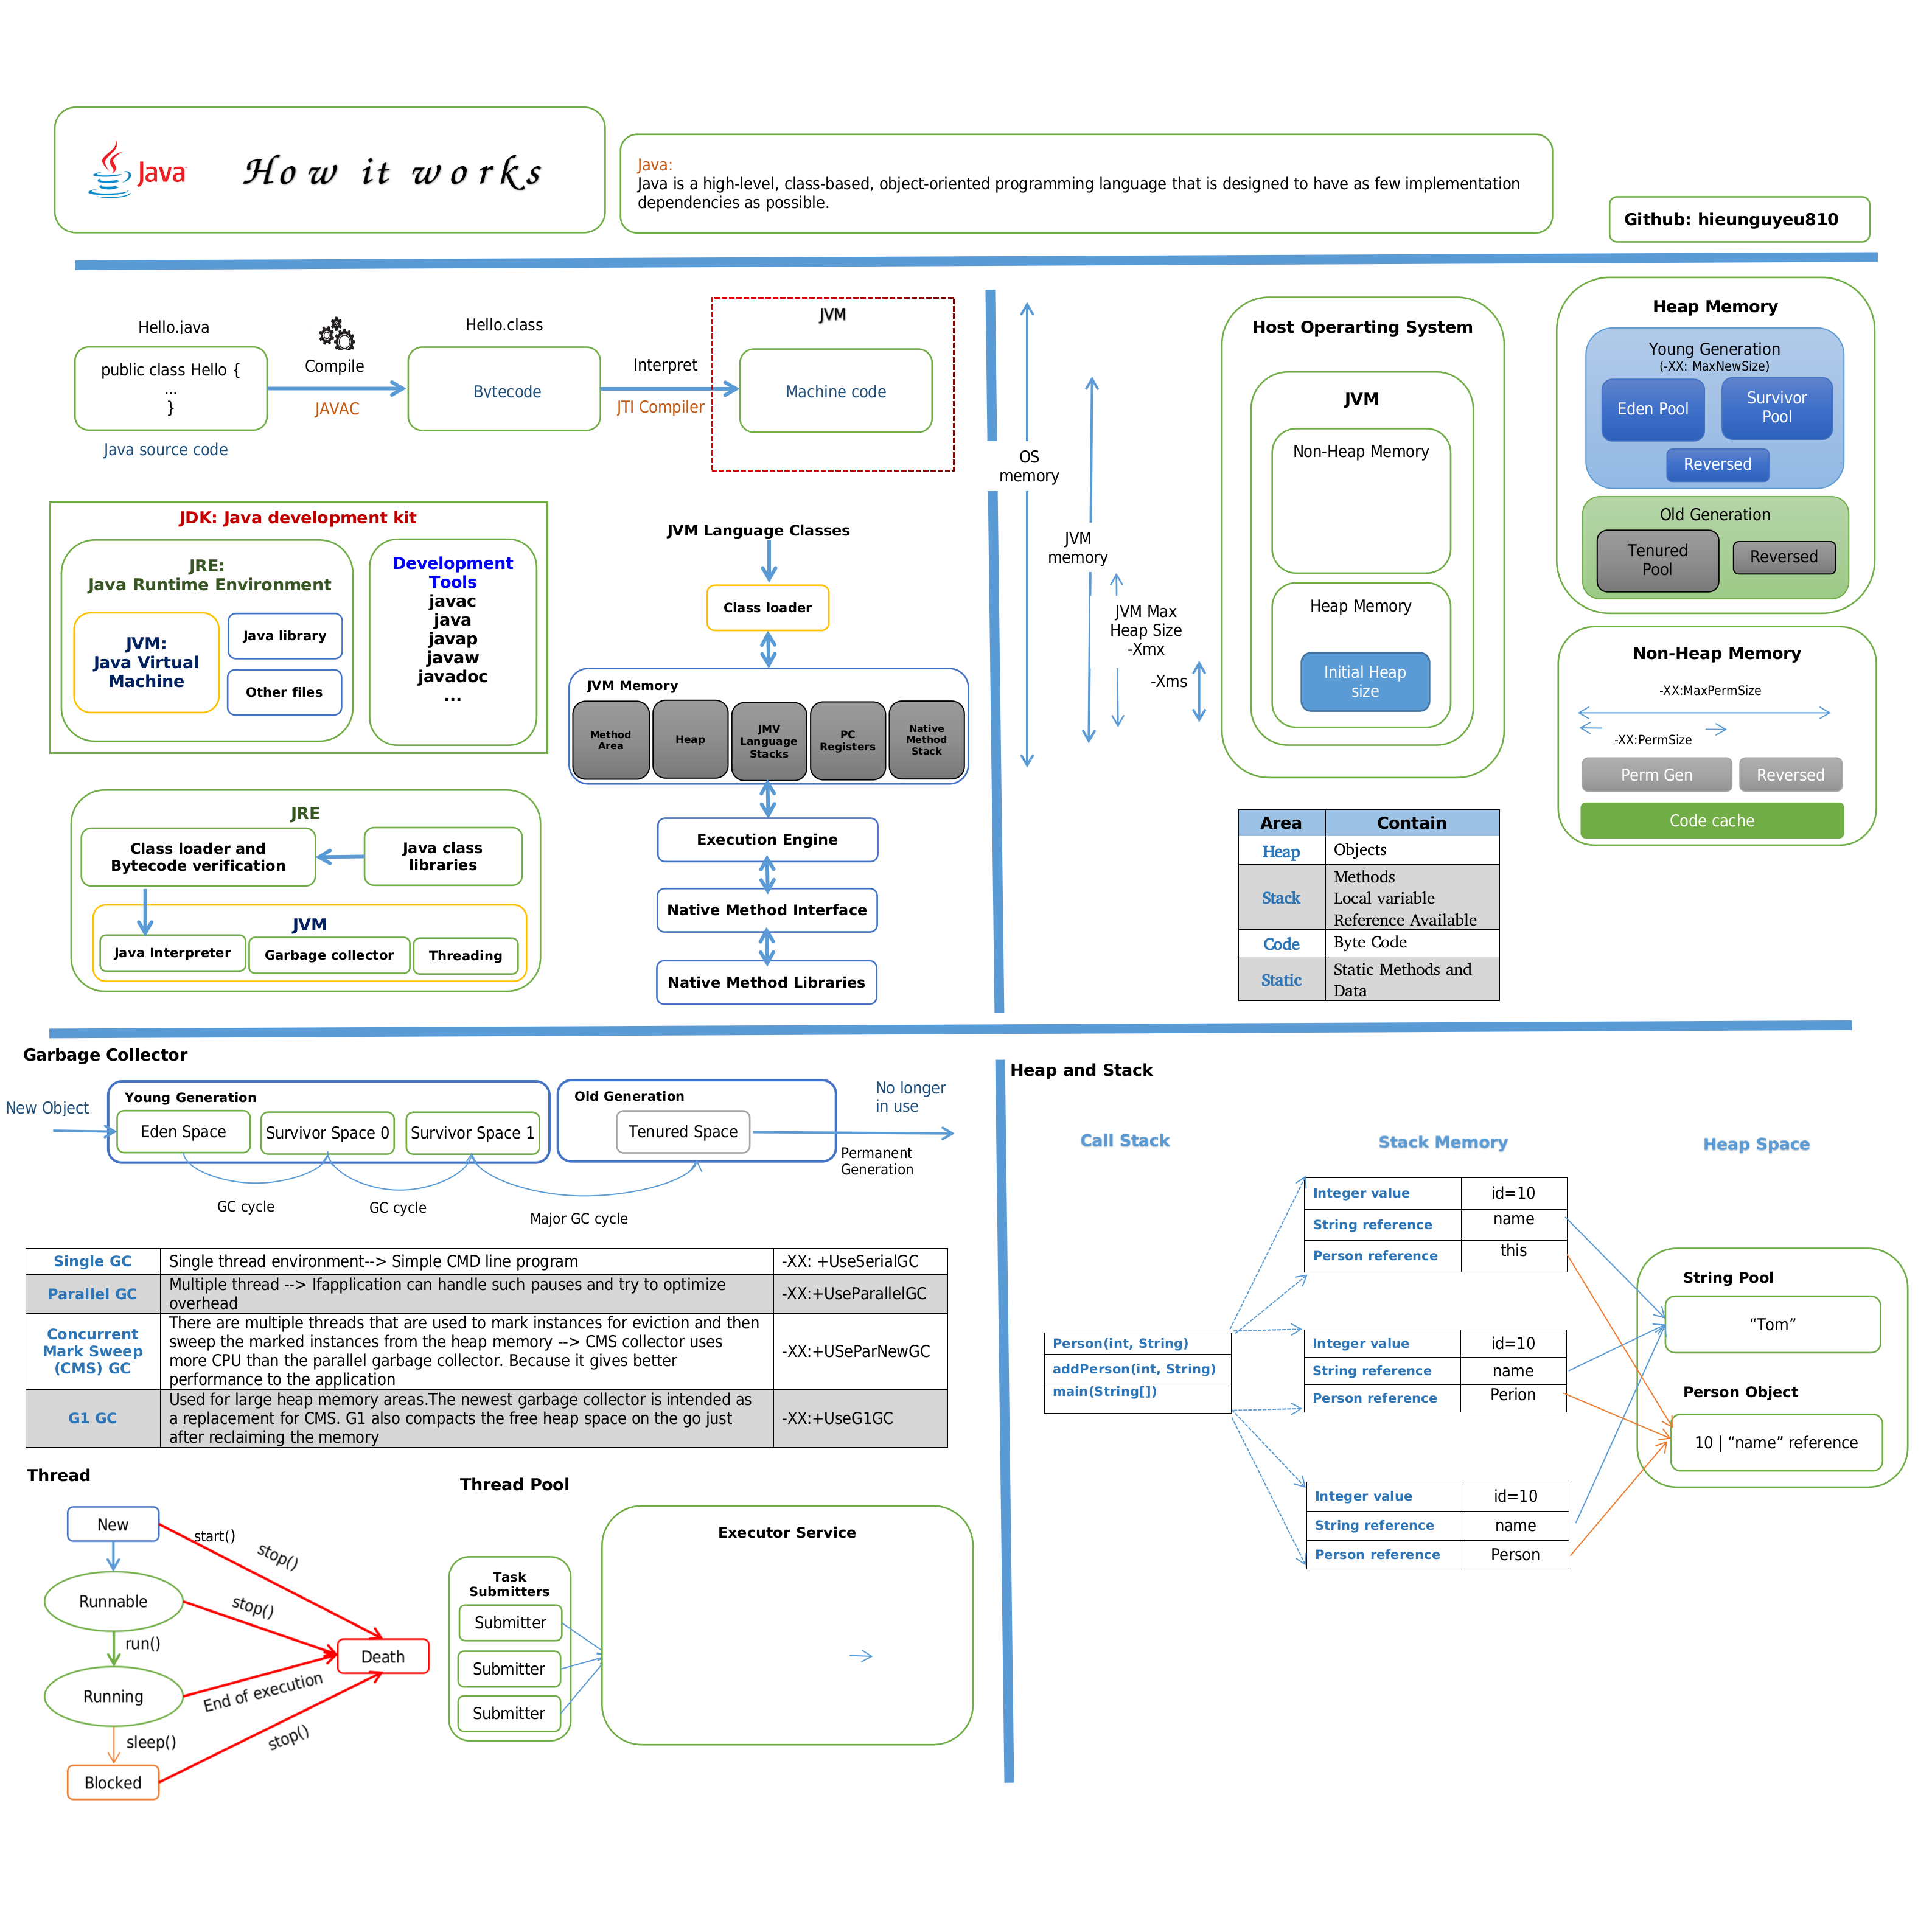 Java
How it works
Java:
Java is a high-level, class-based, object-oriented programming language that is designed to have as few implementation
dependencies as possible.
Github: hieunguyeu810
Hello.java
public class Hello {
...
}
Java source code
Compile
JAVAC
Hello.class
Bytecode
Interpret
JTI Compiler
JVM
Machine code
JDK: Java development kit
JRE:
Java Runtime Environment
JVM:
Java Virtual
Machine
Java library
Other files
Development
Tools
javac
java
javap
javaw
javadoc
...
JRE
Class loader and
Bytecode verification
Java class
libraries
JVM
Java Interpreter
Garbage collector
Threading
JVM Language Classes
Class loader
JVM Memory
Method
Area
Heap
JMV
Language
Stacks
PC
Registers
Native
Method
Stack
Execution Engine
Native Method Interface
Native Method Libraries
OS
memory
JVM
memory
JVM Max
Heap Size
-Xmx
-Xms
Host Operarting System
JVM
Non-Heap Memory
Heap Memory
Initial Heap
size
Heap Memory
Young Generation
(-XX: MaxNewSize)
Eden Pool
Survivor
Pool
Reversed
Old Generation
Tenured
Pool
Reversed
Non-Heap Memory
-XX:MaxPermSize
-XX:PermSize
Perm Gen
Reversed
Code cache
Area Contain
Heap Objects
Stack Methods
Local variable
Reference Available
Code Byte Code
Static Static Methods and
Data
Garbage Collector
New Object
Young Generation
Eden Space
Survivor Space 0
Survivor Space 1
Old Generation
Tenured Space
No longer
in use
Permanent
Generation
GC cycle
GC cycle
Major GC cycle
Single GC Single thread environment--> Simple CMD line program -XX: +UseSerialGC
Parallel GC Multiple thread --> Ifapplication can handle such pauses and try to optimize
overhead -XX:+UseParallelGC
Concurrent
Mark Sweep
(CMS) GC
There are multiple threads that are used to mark instances for eviction and then
sweep the marked instances from the heap memory --> CMS collector uses
more CPU than the parallel garbage collector. Because it gives better
performance to the application
-XX:+USeParNewGC
G1 GC
Used for large heap memory areas.The newest garbage collector is intended as
a replacement for CMS. G1 also compacts the free heap space on the go just
after reclaiming the memory
-XX:+UseG1GC
Thread
New
start()
stop()
Runnable
stop()
run()
Death
Running
End of execution
sleep()
stop()
Blocked
Thread Pool
Task
Submitters
Submitter
Submitter
Submitter
Executor Service
Heap and Stack
Call Stack
Stack Memory
Heap Space
Person(int, String)
addPerson(int, String)
main(String[])
Integer value id=10
String reference name
Person reference this
Integer value id=10
String reference name
Person reference Perion
Integer value id=10
String reference name
Person reference Person
String Pool
“Tom”
Person Object
10 | “name” reference